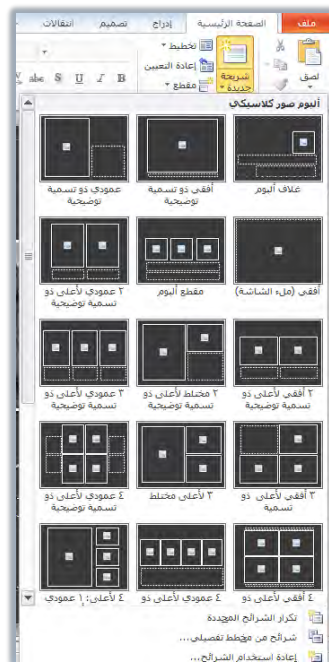 ملف
الصفحة الرئيسية
إدراج
تصميم
انتقالات
لصق
شريحة جديدة
تخطيط
إعادة التعيين
مقطع
B I U S abc
ألبوم صور كلاسيكي
غلاف ألبوم
أفقي ذو تسمية
توضيحية
عمودي ذو تسمية
توضيحية
أفقي (ملء الشاشة)
مقطع ألبوم
٢ عمودي لأعلى ذو
تسمية توضيحية
٢ أفقي لأعلى ذو
تسمية توضيحية
٢ مختلط لأعلى ذو
تسمية توضيحية
٣ عمودي لأعلى ذو
تسمية توضيحية
٣ أفقي لأعلى ذو
تسمية
٣ لأعلى مختلط
٤ عمودي لأعلى ذو
تسمية توضيحية
٤ أفقي لأعلى ذو
٤ عمودي لأعلى ذو
٤ لأعلى: ١ عمودي
تكرار الشرائح المحددة
شرائح من مخطط تفصيلي...
إعادة استخدام الشرائح...